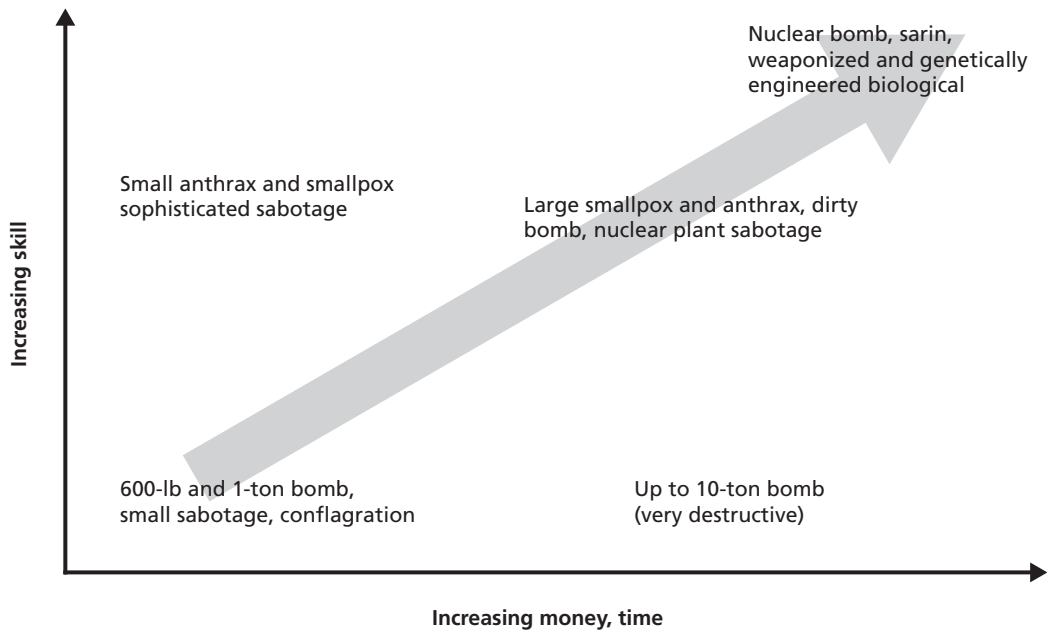 Nuclear bomb, sarin,
weaponized and genetically
engineered biological
Small anthrax and smallpox
sophisticated sabotage
Large smallpox and anthrax, dirty
bomb, nuclear plant sabotage
Increasing skill
600-lb and 1-ton bomb,
small sabotage, conflagration
Up to 10-ton bomb
(very destructive)
Increasing money, time